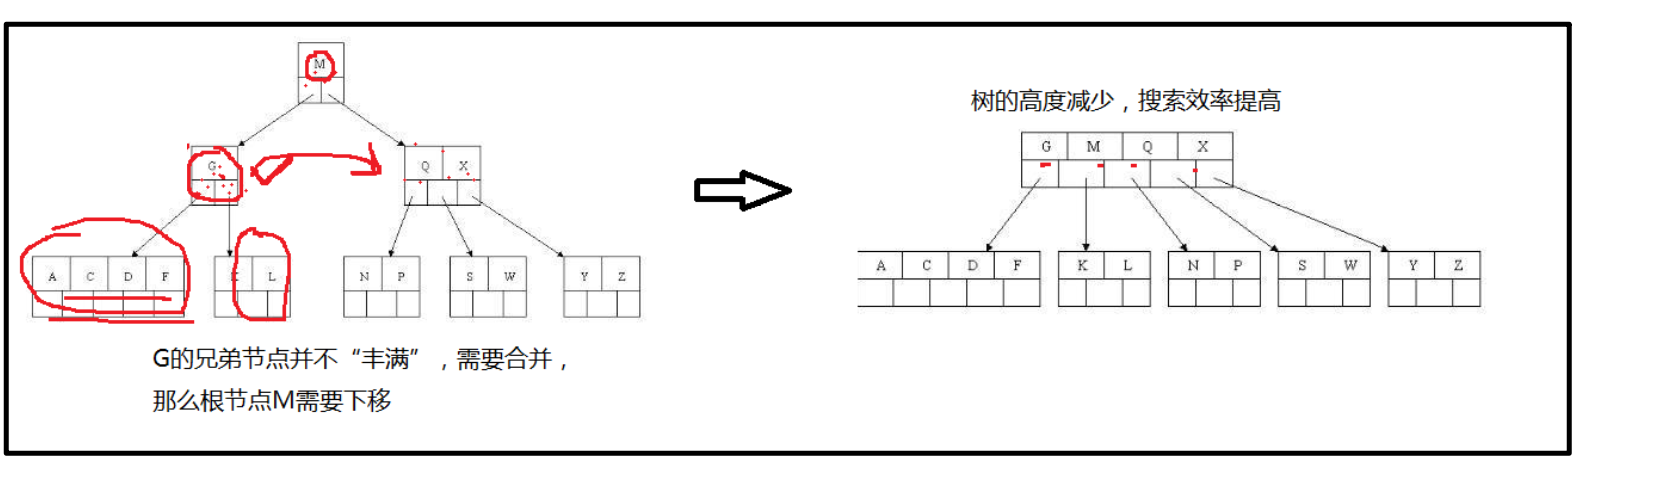 M
G
Q X
A C D F
K L
N P
S W
Y Z
G的兄弟节点并不“丰满”，需要合并，
那么根节点M需要下移
树的高度减少，搜索效率提高
G M Q X
A C D F
K L
N P
S W
Y Z